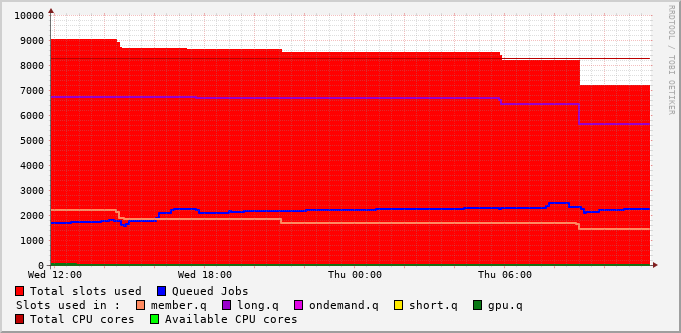 10000
9000
8000
7000
6000
5000
4000
3000
2000
1000
0
Wed 12:00 Wed 18:00 Thu 00:00 Thu 06:00
RRDTOOL / TOBI OETIKER
Total slots used Queued Jobs
Slots used in : member.q long.q ondemand.q short.q gpu.q
Total CPU cores Available CPU cores